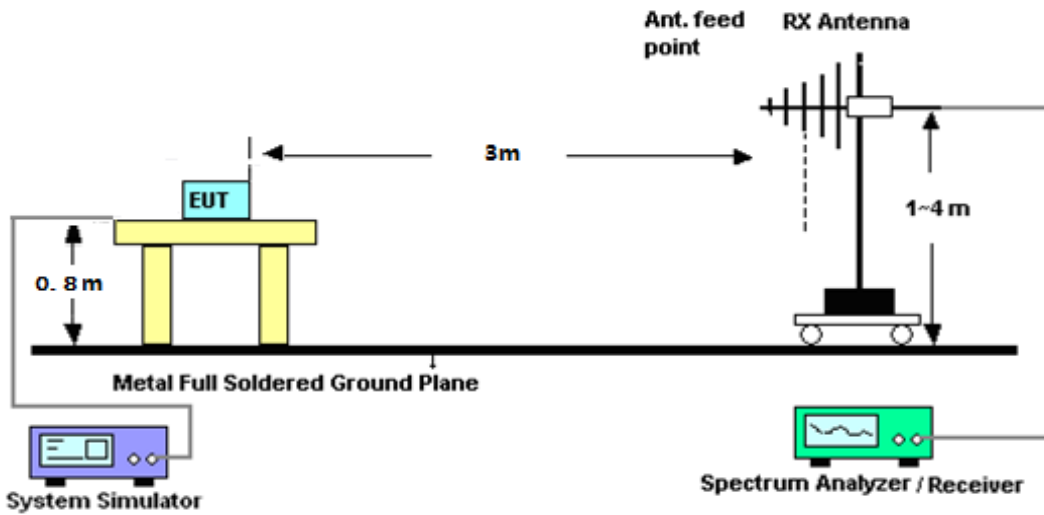 Ant. feed
point
RX Antenna
3m
EUT
1~4 m
0. 8 m
Metal Full Soldered Ground Plane
System Simulator
Spectrum Analyzer / Receiver